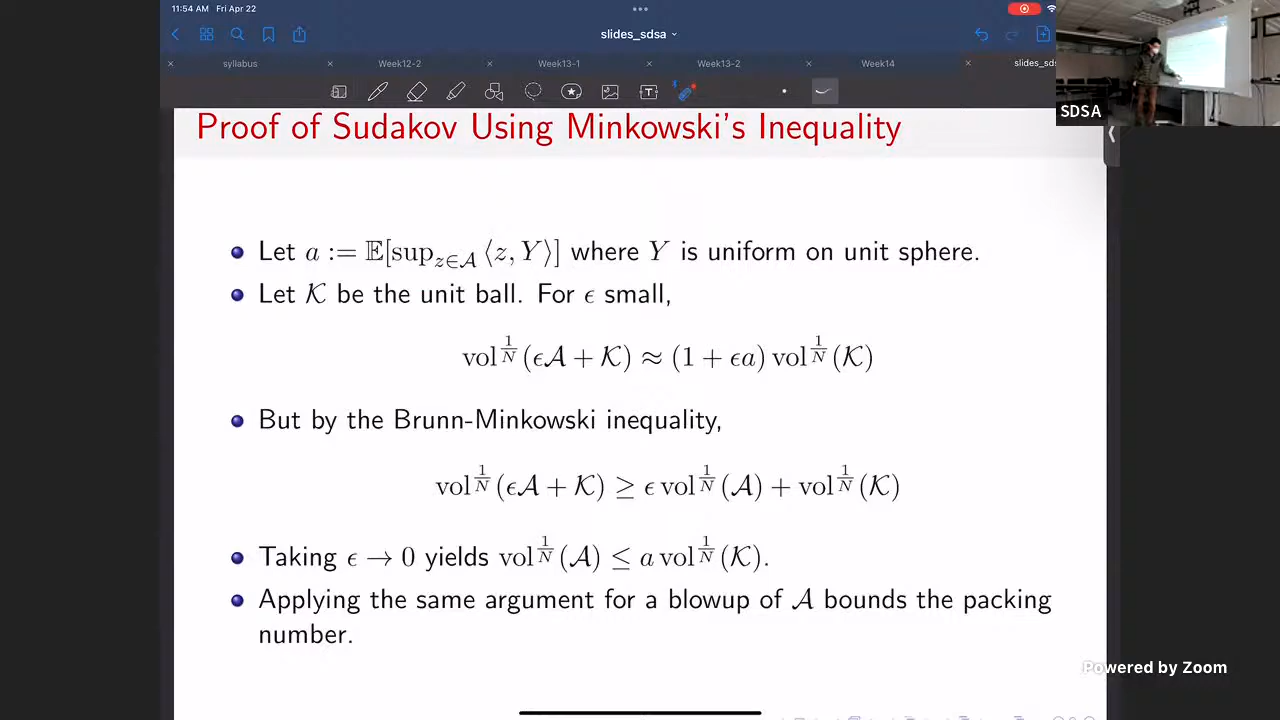 11:54 AM Fri Apr 22
slides_sdsa
syllabus
Week12-2
Week13-1
Week13-2
Week14
slides_sds
SDSA
Proof of Sudakov Using Minkowski's Inequality
Let a := 𝔼[sup_{z∈𝒜} ⟨z, Y⟩] where Y is uniform on unit sphere.
Let 𝒦 be the unit ball. For ϵ small,
vol^{1/N}(ϵ𝒜 + 𝒦) ≈ (1 + ϵa) vol^{1/N}(𝒦)
But by the Brunn-Minkowski inequality,
vol^{1/N}(ϵ𝒜 + 𝒦) ≥ ϵ vol^{1/N}(𝒜) + vol^{1/N}(𝒦)
Taking ϵ → 0 yields vol^{1/N}(𝒜) ≤ a vol^{1/N}(𝒦).
Applying the same argument for a blowup of 𝒜 bounds the packing
number.
Powered by Zoom